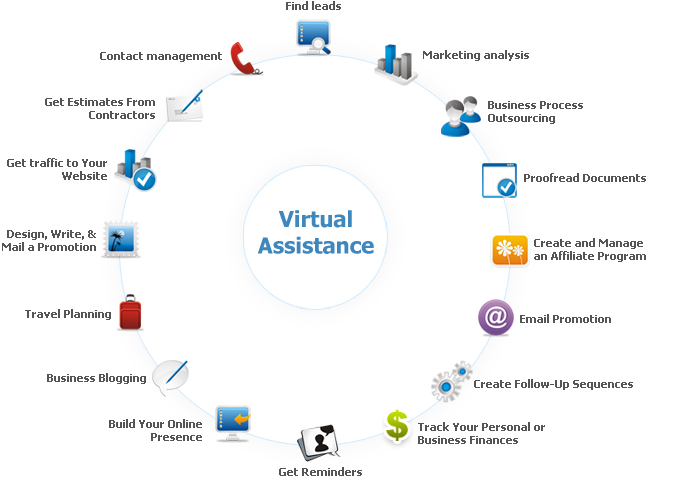 Find leads
Marketing analysis
Business Process
Outsourcing
Proofread Documents
Create and Manage
an Affiliate Program
@
Email Promotion
Create Follow-Up Sequences
$
Track Your Personal or
Business Finances
Get Reminders
Build Your Online
Presence
Business Blogging
Travel Planning
Design, Write, &
Mail a Promotion
Get traffic to Your
Website
Get Estimates From
Contractors
Contact management
Virtual
Assistance